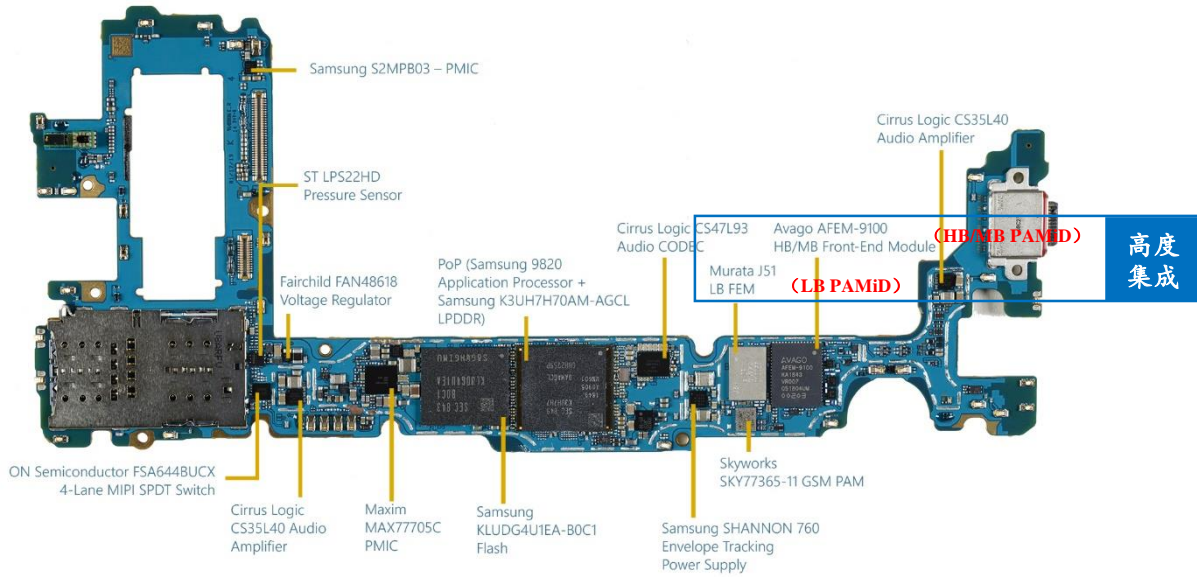 Samsung S2MPB03 – PMIC
Cirrus Logic CS35L40
Audio Amplifier
ST LPS22HD
Pressure Sensor
Cirrus Logic CS47L93
Audio CODEC
Avago AFEM-9100
HB/MB Front-End Module
(HB/MB PAMiD)
高度
集成
Murata J51
LB FEM
(LB PAMiD)
Fairchild FAN48618
Voltage Regulator
PoP (Samsung 9820
Application Processor +
Samsung K3UH7H70AM-AGCL
LPDDR)
AVAGO
AFEM-9100
ON Semiconductor FSA644BUCX
4-Lane MIPI SPDT Switch
Cirrus Logic
CS35L40 Audio
Amplifier
Maxim
MAX77705C
PMIC
Samsung
KLUDG4U1EA-B0C1
Flash
Skyworks
SKY77365-11 GSM PAM
Samsung SHANNON 760
Envelope Tracking
Power Supply